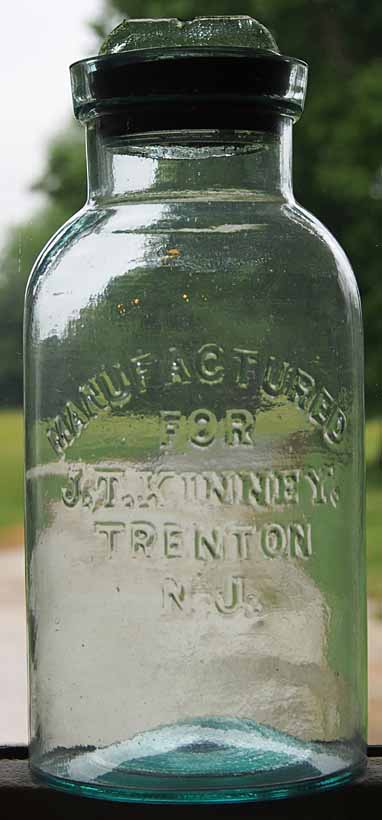 MANUFACTURED
FOR
J.T.KINNEY.
TRENTON
N.J.